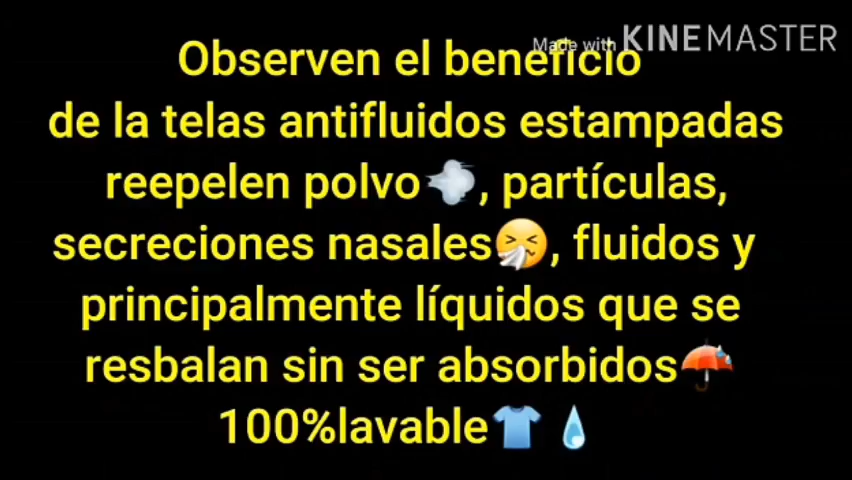 Made with KINEMASTER
Observen el beneficio
de la telas antifluidos estampadas
reepelen polvo💨, partículas,
secreciones nasales🤧, fluidos y
principalmente líquidos que se
resbalan sin ser absorbidos☔
100%lavable👕💧